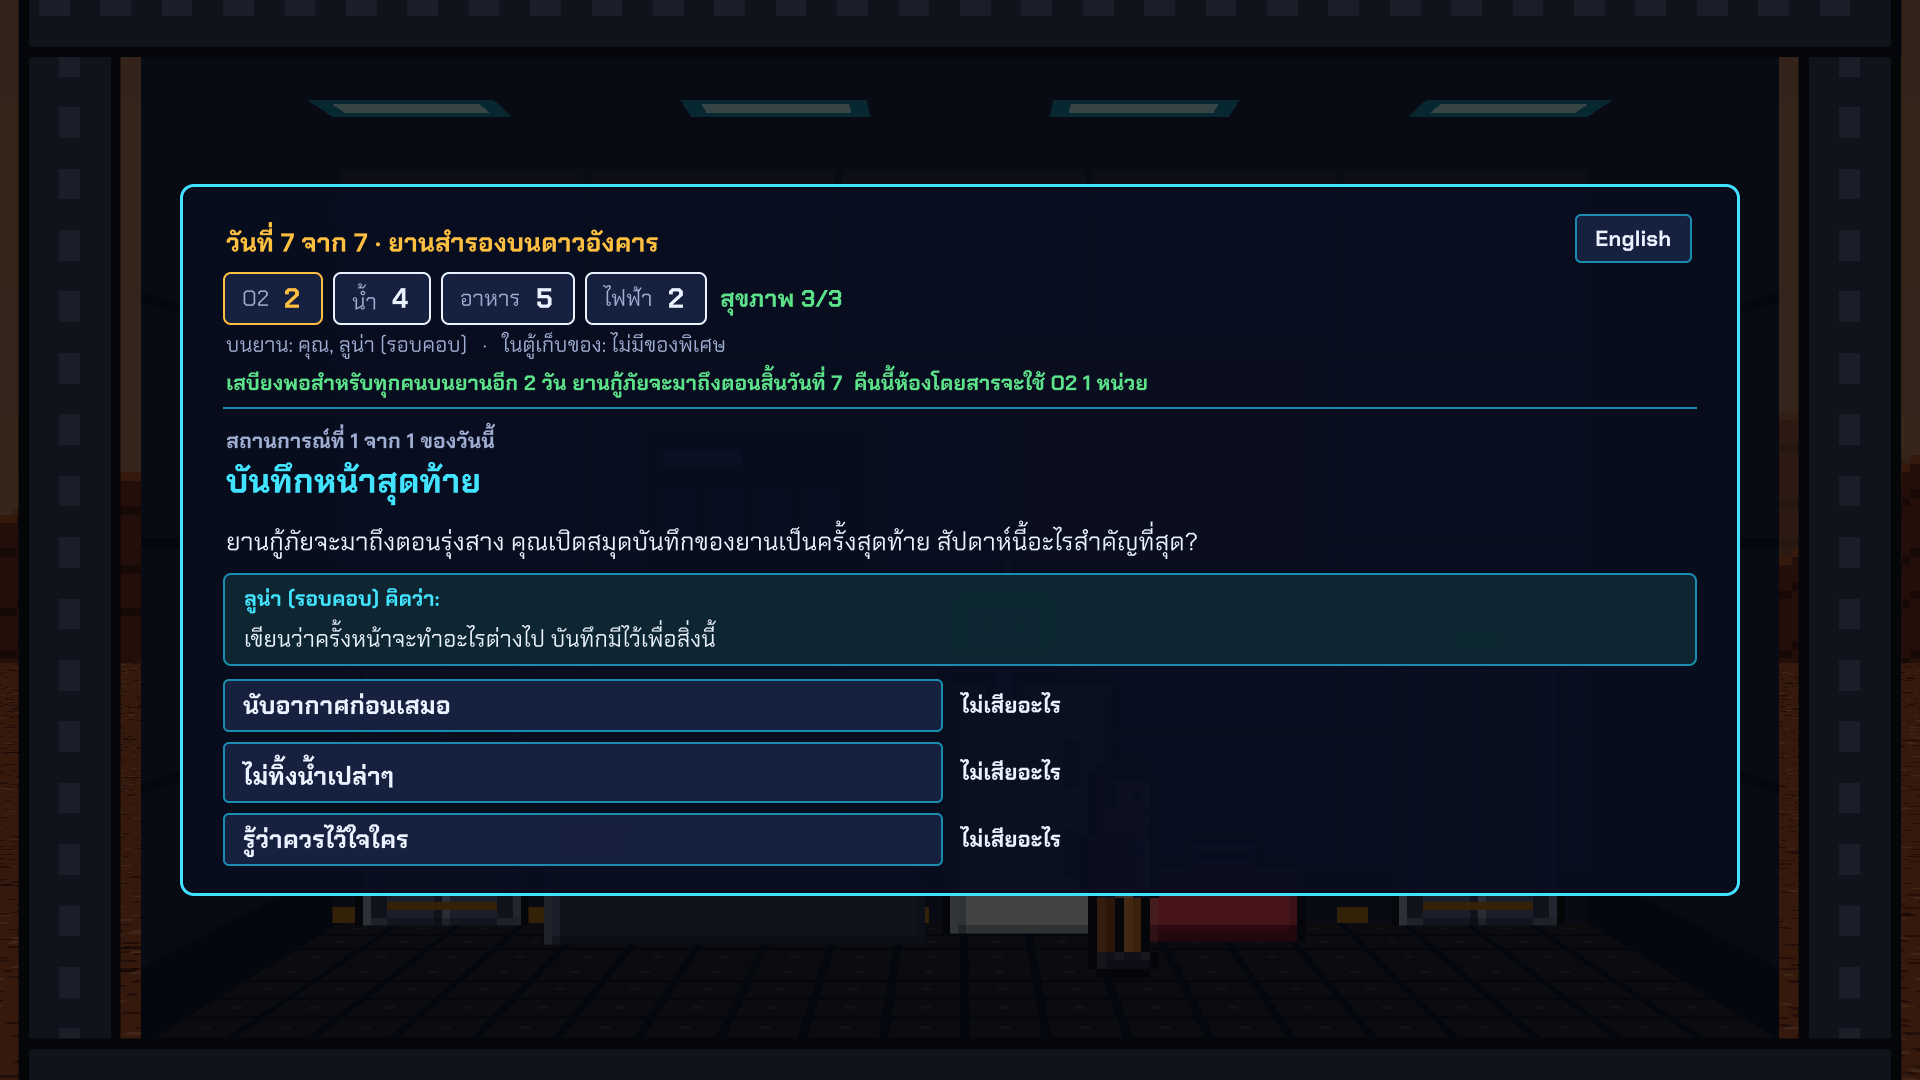 วันที่ 7 จาก 7 · ยานสำรองบนดาวอังคาร
English
O2 2 น้ำ 4 อาหาร 5 ไฟฟ้า 2 สุขภาพ 3/3
บนยาน: คุณ, ลูน่า (รอบคอบ) · ในตู้เก็บของ: ไม่มีของพิเศษ
เสบียงพอสำหรับทุกคนบนยานอีก 2 วัน ยานกู้ภัยจะมาถึงตอนสิ้นวันที่ 7 คืนนี้ห้องโดยสารจะใช้ O2 1 หน่วย
สถานการณ์ที่ 1 จาก 1 ของวันนี้
บันทึกหน้าสุดท้าย
ยานกู้ภัยจะมาถึงตอนรุ่งสาง คุณเปิดสมุดบันทึกของยานเป็นครั้งสุดท้าย สัปดาห์นี้อะไรสำคัญที่สุด?
ลูน่า (รอบคอบ) คิดว่า:
เขียนว่าครั้งหน้าจะทำอะไรต่างไป บันทึกมีไว้เพื่อสิ่งนี้
นับอากาศก่อนเสมอ ไม่เสียอะไร
ไม่ทิ้งน้ำเปล่าๆ ไม่เสียอะไร
รู้ว่าควรไว้ใจใคร ไม่เสียอะไร